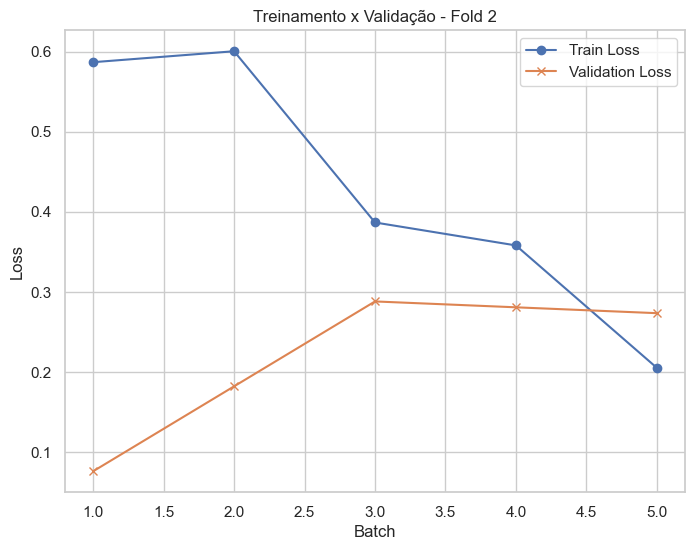 Treinamento x Validação - Fold 2
Train Loss
Validation Loss
0.6
0.5
0.4
0.3
0.2
0.1
Loss
1.0 1.5 2.0 2.5 3.0 3.5 4.0 4.5 5.0
Batch